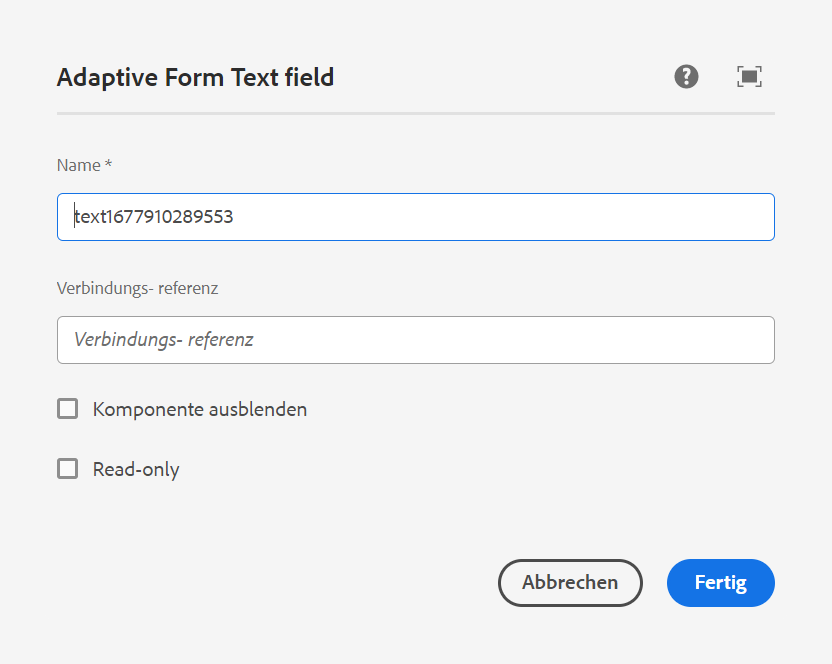 Adaptive Form Text field
Name *
text1677910289553
Verbindungs- referenz
Verbindungs- referenz
Komponente ausblenden
Read-only
Abbrechen
Fertig